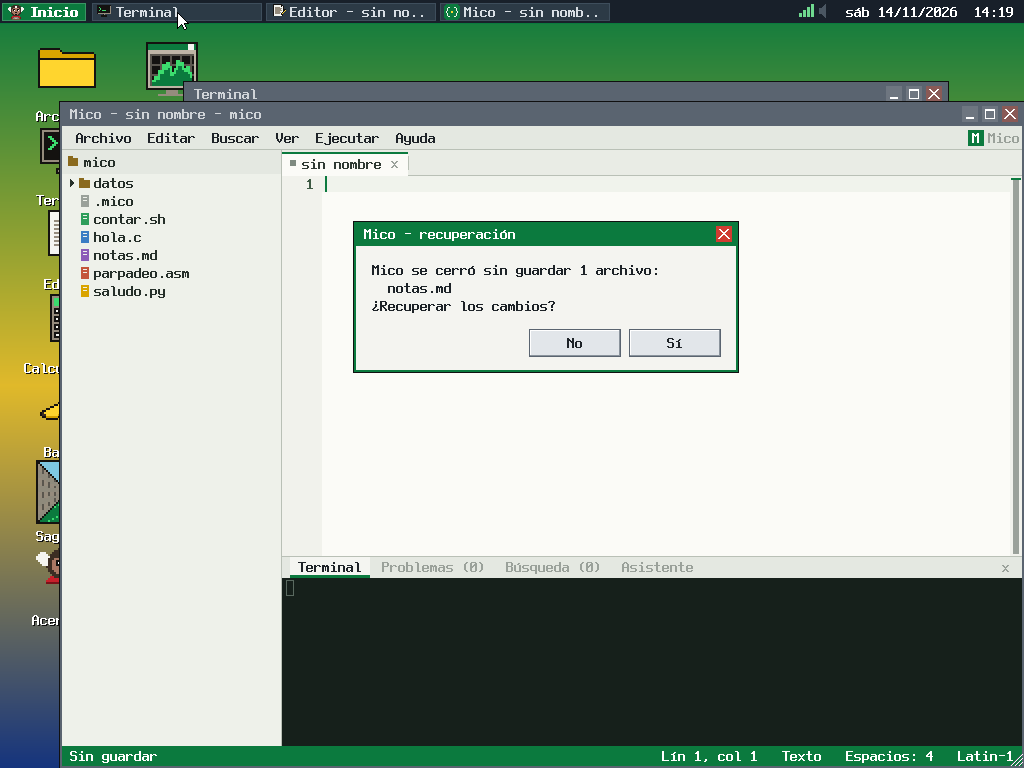 Inicio
Terminal
Editor - sin no..
Mico - sin nomb..
sáb 14/11/2026
14:19
Terminal
Mico - sin nombre - mico
Archivo Editar Buscar Ver Ejecutar Ayuda
M Mico
mico
sin nombre x
datos
1
.mico
contar.sh
hola.c
notas.md
parpadeo.asm
saludo.py
Mico - recuperación
Mico se cerró sin guardar 1 archivo:
notas.md
¿Recuperar los cambios?
No
Sí
Terminal Problemas (0) Búsqueda (0) Asistente x
Sin guardar
Lín 1, col 1 Texto Espacios: 4 Latin-1